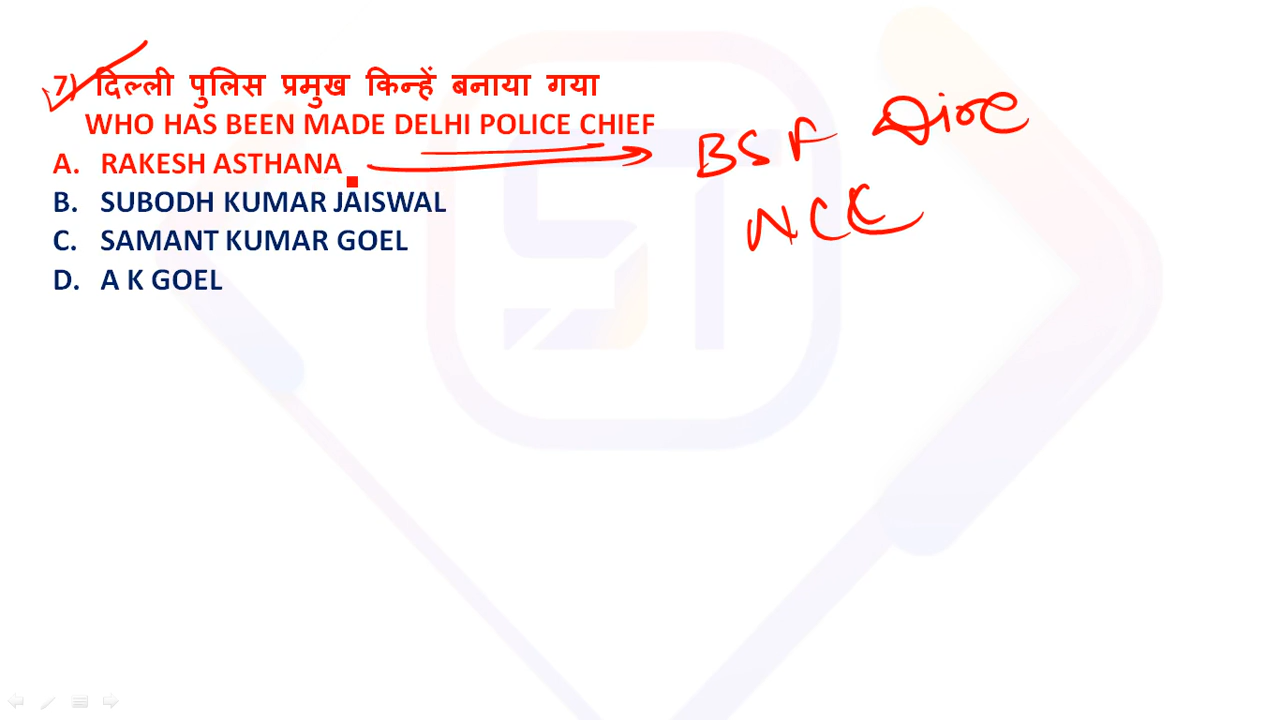 7) दिल्ली पुलिस प्रमुख किन्हें बनाया गया
WHO HAS BEEN MADE DELHI POLICE CHIEF
A. RAKESH ASTHANA
B. SUBODH KUMAR JAISWAL
C. SAMANT KUMAR GOEL
D. A K GOEL
BSF Dire
NCC